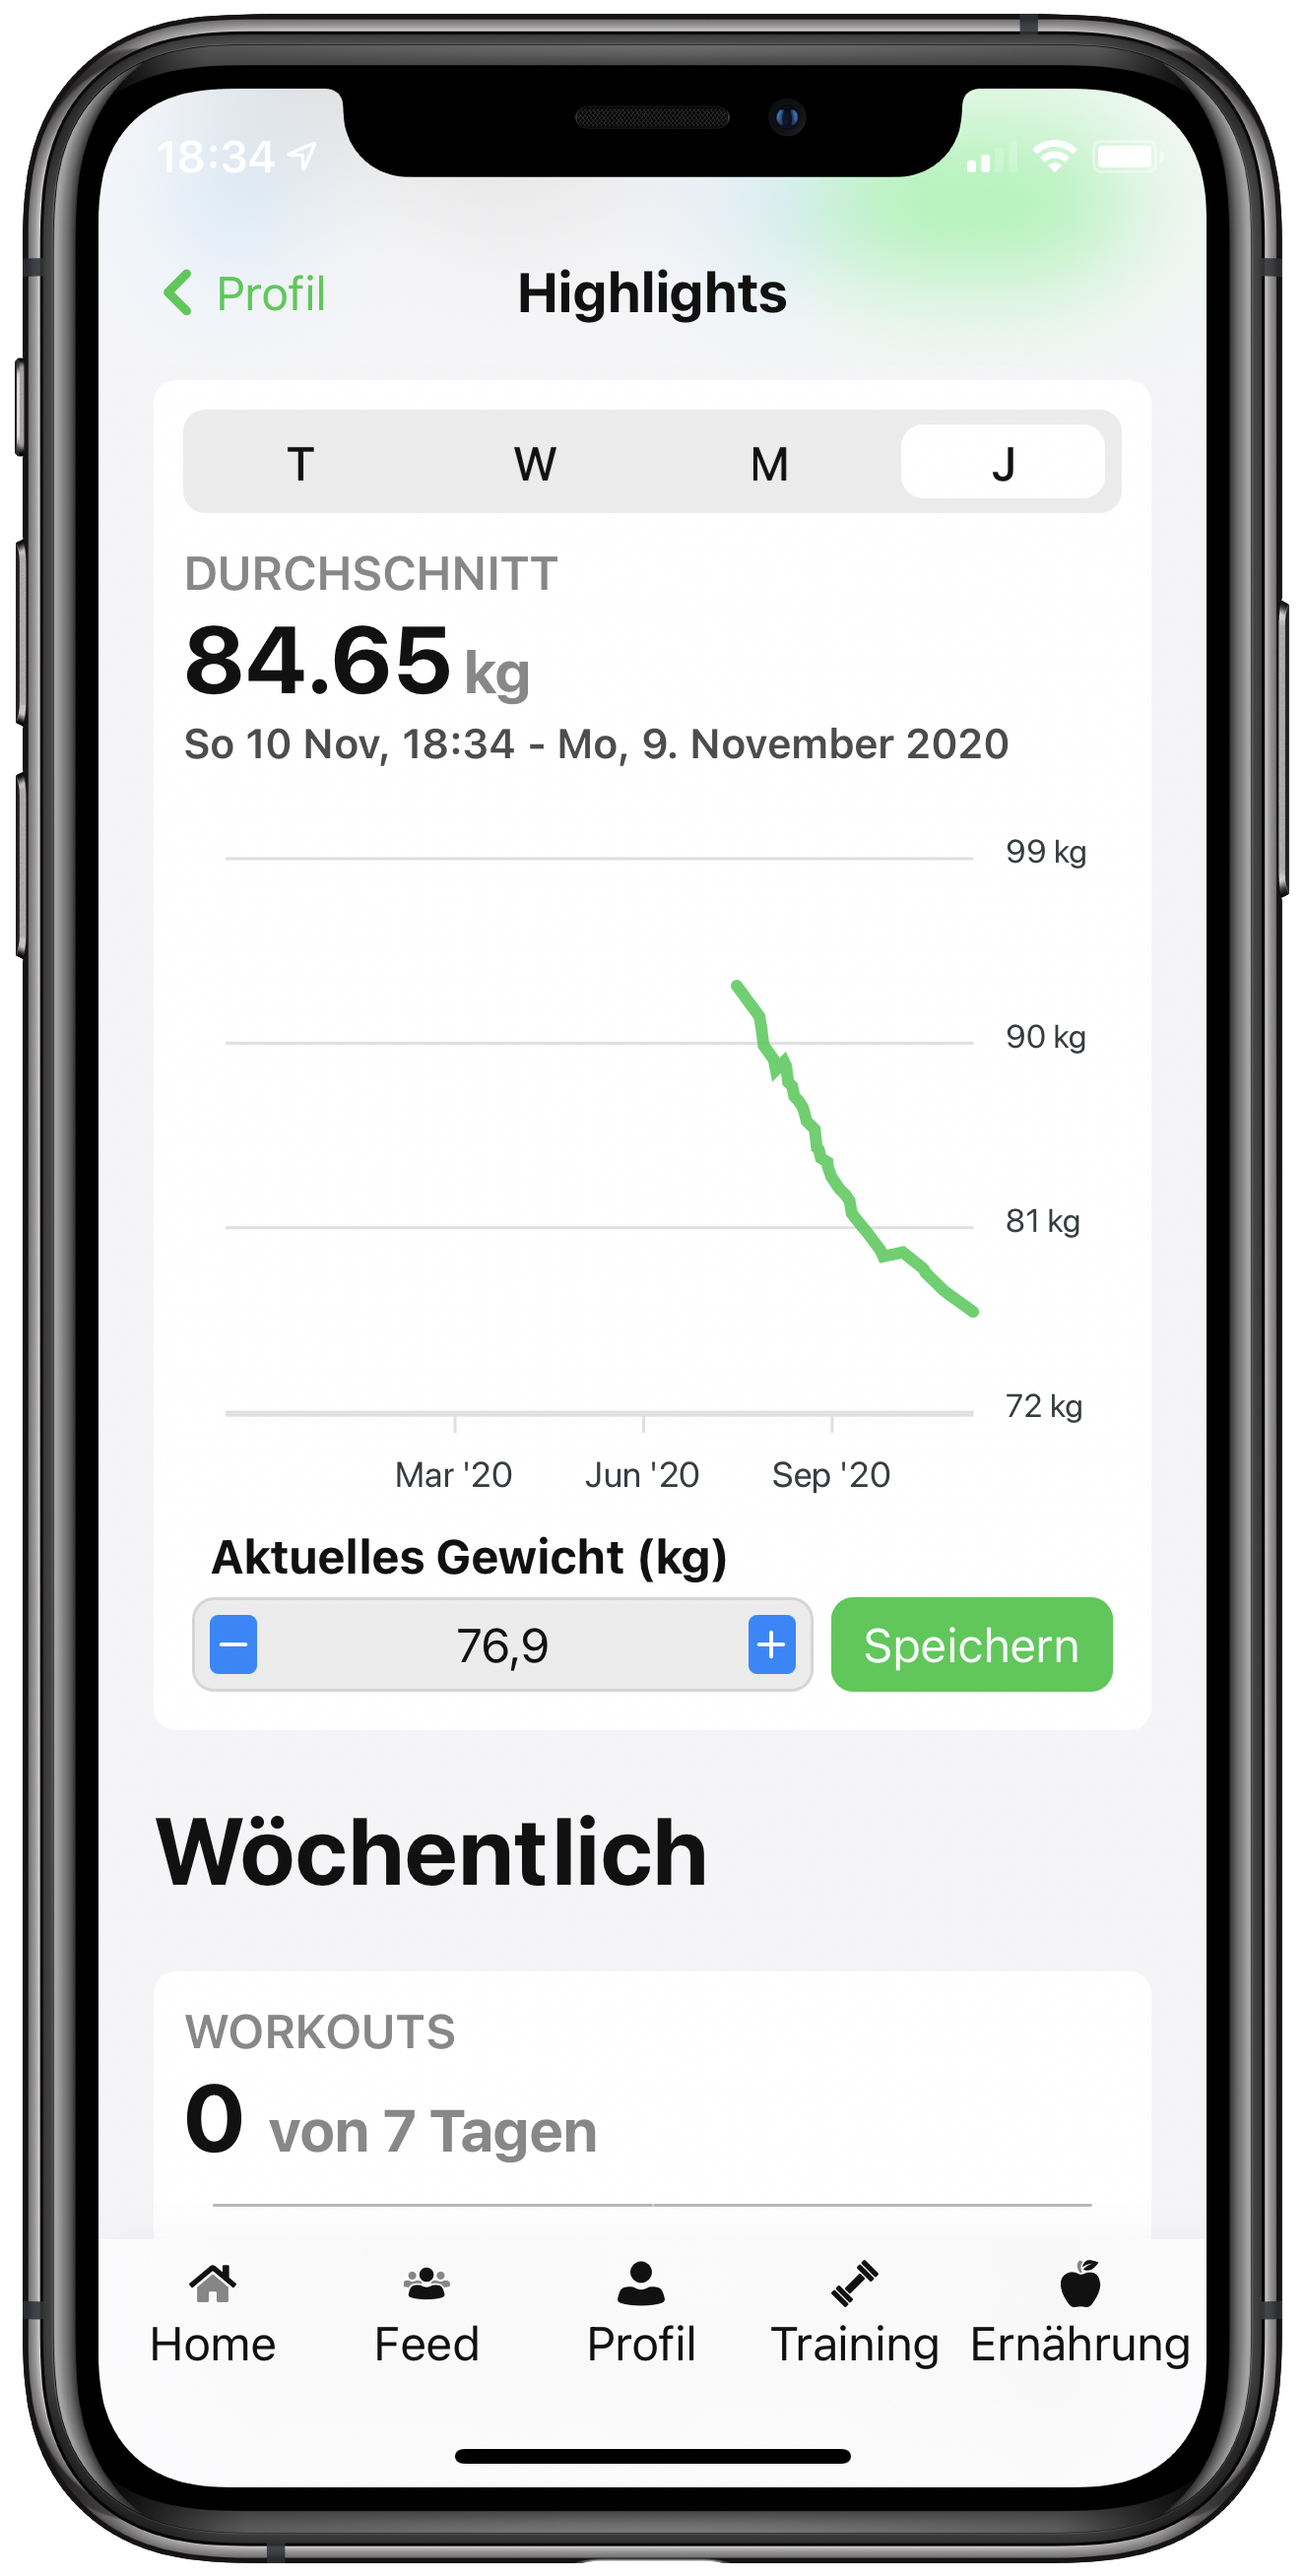 18:34
Profil
Highlights
T W M J
DURCHSCHNITT
84.65 kg
So 10 Nov, 18:34 - Mo, 9. November 2020
99 kg
90 kg
81 kg
72 kg
Mar '20 Jun '20 Sep '20
Aktuelles Gewicht (kg)
− 76,9 + Speichern
Wöchentlich
WORKOUTS
0 von 7 Tagen
Home Feed Profil Training Ernährung